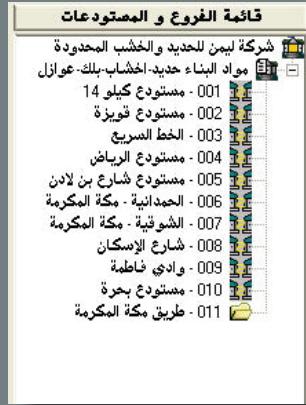 قائمة الفروع و المستودعات
شركة ليمن للحديد والخشب المحدودة
مواد البناء حديد-اخشاب-بلك-عوازل
001 - مستودع كيلو 14
002 - مستودع قويزة
003 - الخط السريع
004 - مستودع الرياض
005 - مستودع شارع بن لادن
006 - الحمدانية - مكة المكرمة
007 - الشوقية - مكة المكرمة
008 - شارع الإسكان
009 - وادي فاطمة
010 - مستودع بحرة
011 - طريق مكة المكرمة